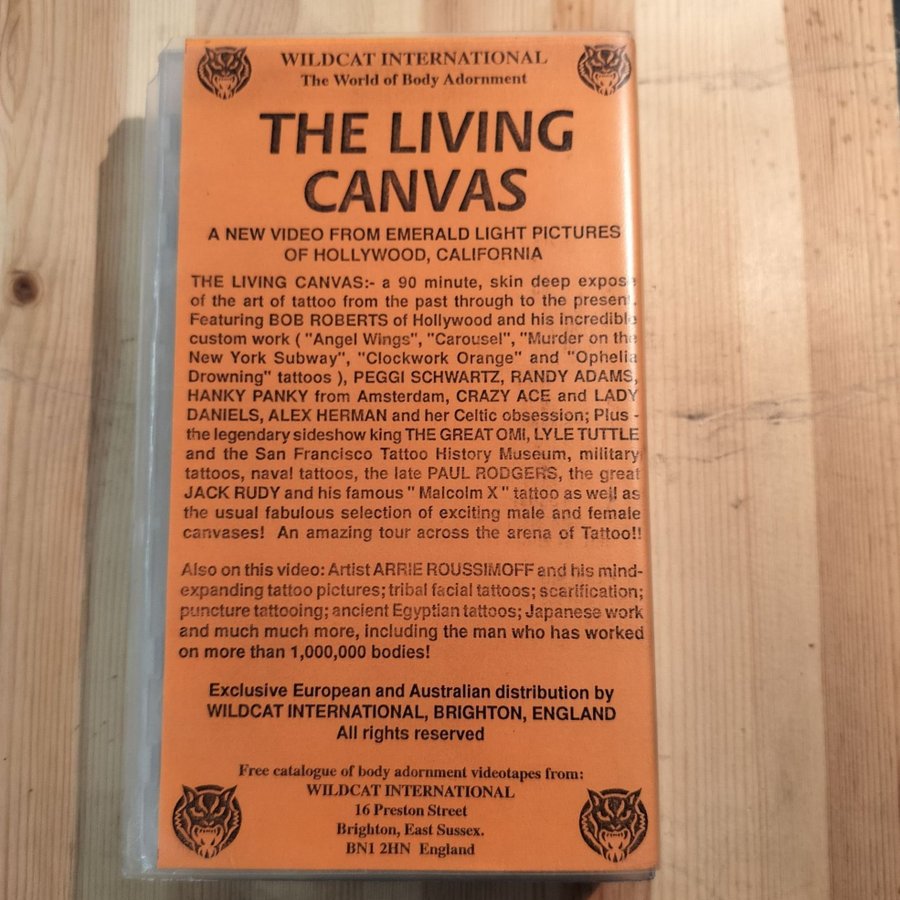 WILDCAT INTERNATIONAL
The World of Body Adornment
THE LIVING
CANVAS
A NEW VIDEO FROM EMERALD LIGHT PICTURES
OF HOLLYWOOD, CALIFORNIA
THE LIVING CANVAS:- a 90 minute, skin deep expose
of the art of tattoo from the past through to the present.
Featuring BOB ROBERTS of Hollywood and his incredible
custom work ( "Angel Wings", "Carousel", "Murder on the
New York Subway", "Clockwork Orange" and "Ophelia
Drowning" tattoos ), PEGGI SCHWARTZ, RANDY ADAMS,
HANKY PANKY from Amsterdam, CRAZY ACE and LADY
DANIELS, ALEX HERMAN and her Celtic obsession; Plus -
the legendary sideshow king THE GREAT OMI, LYLE TUTTLE
and the San Francisco Tattoo History Museum, military
tattoos, naval tattoos, the late PAUL RODGERS, the great
JACK RUDY and his famous " Malcolm X " tattoo as well as
the usual fabulous selection of exciting male and female
canvases! An amazing tour across the arena of Tattoo!!
Also on this video: Artist ARRIE ROUSSIMOFF and his mind-
expanding tattoo pictures; tribal facial tattoos; scarification;
puncture tattooing; ancient Egyptian tattoos; Japanese work
and much much more, including the man who has worked
on more than 1,000,000 bodies!
Exclusive European and Australian distribution by
WILDCAT INTERNATIONAL, BRIGHTON, ENGLAND
All rights reserved
Free catalogue of body adornment videotapes from:
WILDCAT INTERNATIONAL
16 Preston Street
Brighton, East Sussex.
BN1 2HN England